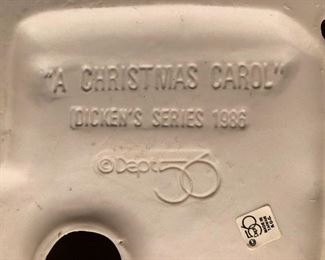 "A CHRISTMAS CAROL"
DICKEN'S SERIES 1986
©Dept 56